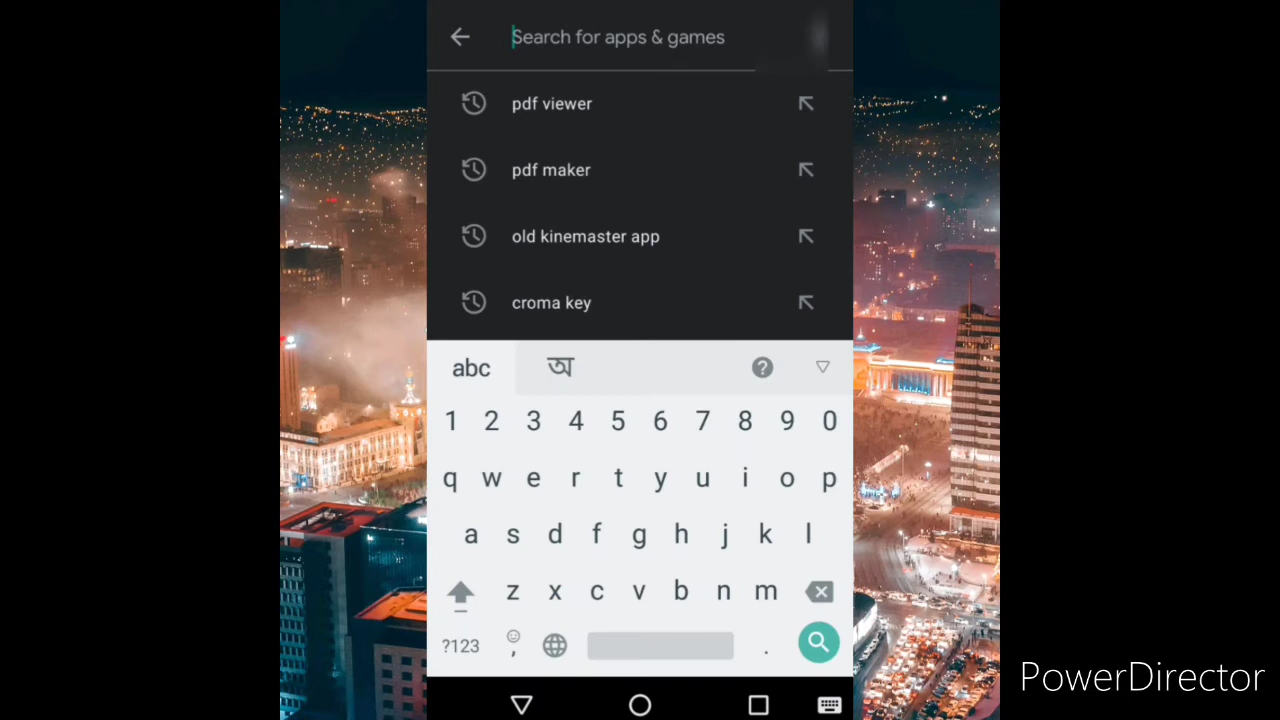 Search for apps & games
pdf viewer
pdf maker
old kinemaster app
croma key
abc অ ?
1 2 3 4 5 6 7 8 9 0
q w e r t y u i o p
a s d f g h j k l
z x c v b n m
?123 , .
PowerDirector